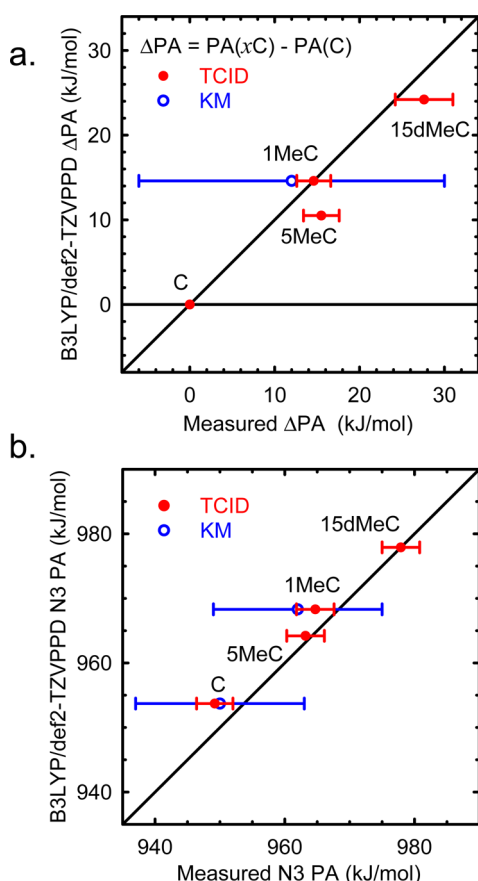 a.
B3LYP/def2-TZVPPD ΔPA (kJ/mol)
30
20
10
0
ΔPA = PA(xC) - PA(C)
TCID
KM
15dMeC
1MeC
5MeC
C
0
10
20
30
Measured ΔPA (kJ/mol)
b.
B3LYP/def2-TZVPPD N3 PA (kJ/mol)
980
960
940
TCID
KM
15dMeC
1MeC
5MeC
C
940
960
980
Measured N3 PA (kJ/mol)